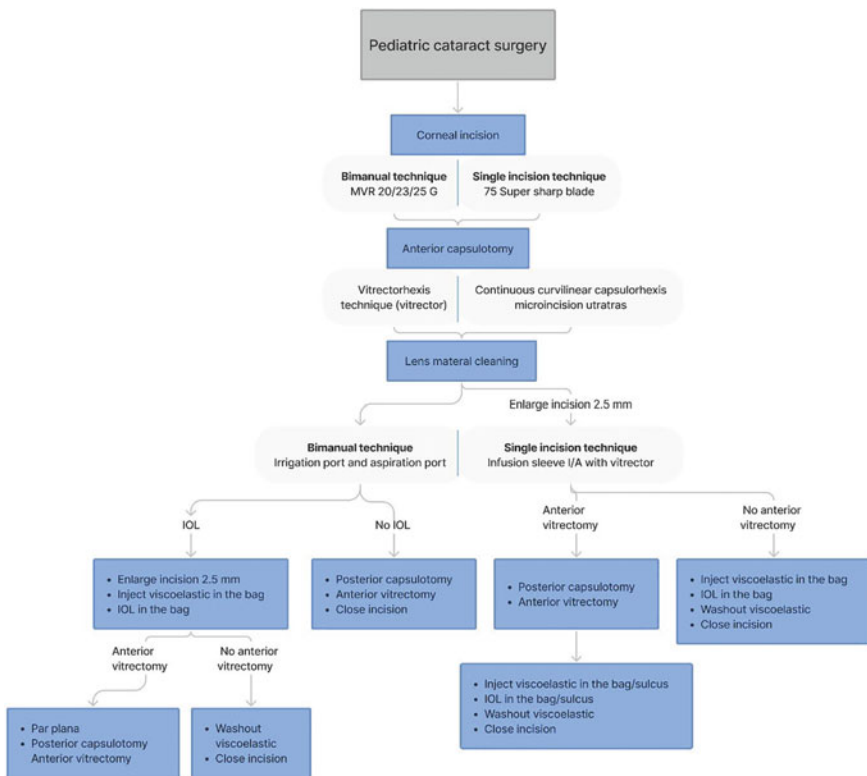 Pediatric cataract surgery
Corneal incision
Bimanual technique
MVR 20/23/25 G
Single incision technique
75 Super sharp blade
Anterior capsulotomy
Vitrectorhexis
technique (vitrector)
Continuous curvilinear capsulorhexis
microincision utratras
Lens materal cleaning
Enlarge incision 2.5 mm
Bimanual technique
Irrigation port and aspiration port
Single incision technique
Infusion sleeve I/A with vitrector
IOL
No IOL
Anterior
vitrectomy
No anterior
vitrectomy
• Enlarge incision 2.5 mm
• Inject viscoelastic in the bag
• IOL in the bag
• Posterior capsulotomy
• Anterior vitrectomy
• Close incision
• Posterior capsulotomy
• Anterior vitrectomy
• Inject viscoelastic in the bag
• IOL in the bag
• Washout viscoelastic
• Close incision
Anterior
vitrectomy
No anterior
vitrectomy
• Inject viscoelastic in the bag/sulcus
• IOL in the bag/sulcus
• Washout viscoelastic
• Close incision
• Par plana
• Posterior capsulotomy
Anterior vitrectomy
• Washout
viscoelastic
• Close incision